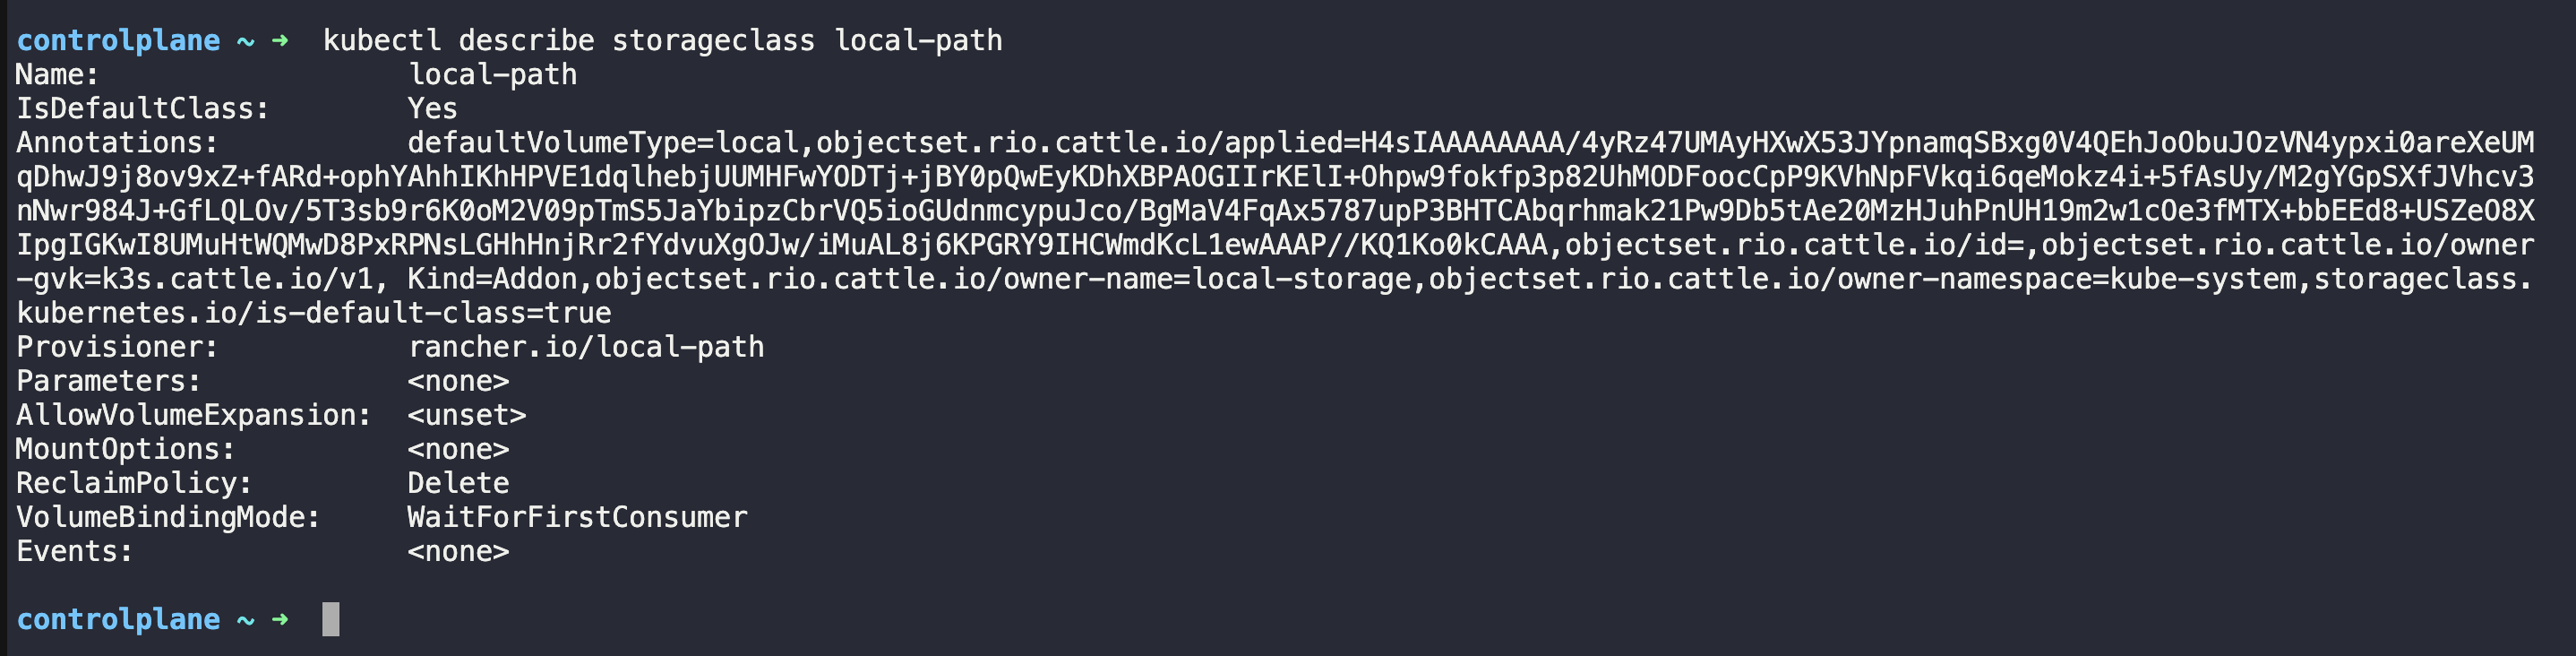 controlplane ~ ➜  kubectl describe storageclass local-path
Name:                  local-path
IsDefaultClass:        Yes
Annotations:           defaultVolumeType=local,objectset.rio.cattle.io/applied=H4sIAAAAAAAA/4yRz47UMAyHXwX53JYpnamqSBxg0V4QEhJoObuJOzVN4ypxi0areXeUM
qDhwJ9j8ov9xZ+fARd+ophYAhhIKhHPVE1dqlhebjUUMHFwYODTj+jBY0pQwEyKDhXBPAOGIIrKElI+Ohpw9fokfp3p82UhMODFoocCpP9KVhNpFVkqi6qeMokz4i+5fAsUy/M2gYGpSXfJVhcv3
nNwr984J+GfLQLOv/5T3sb9r6K0oM2V09pTmS5JaYbipzCbrVQ5ioGUdnmcypuJco/BgMaV4FqAx5787upP3BHTCAbqrhmak21Pw9Db5tAe20MzHJuhPnUH19m2w1cOe3fMTX+bbEEd8+USZeO8X
IpgIGKwI8UMuHtWQMwD8PxRPNsLGHhHnjRr2fYdvuXgOJw/iMuAL8j6KPGRY9IHCWmdKcL1ewAAAP//KQ1Ko0kCAAA,objectset.rio.cattle.io/id=,objectset.rio.cattle.io/owner
-gvk=k3s.cattle.io/v1, Kind=Addon,objectset.rio.cattle.io/owner-name=local-storage,objectset.rio.cattle.io/owner-namespace=kube-system,storageclass.
kubernetes.io/is-default-class=true
Provisioner:           rancher.io/local-path
Parameters:            <none>
AllowVolumeExpansion:  <unset>
MountOptions:          <none>
ReclaimPolicy:         Delete
VolumeBindingMode:     WaitForFirstConsumer
Events:                <none>
controlplane ~ ➜